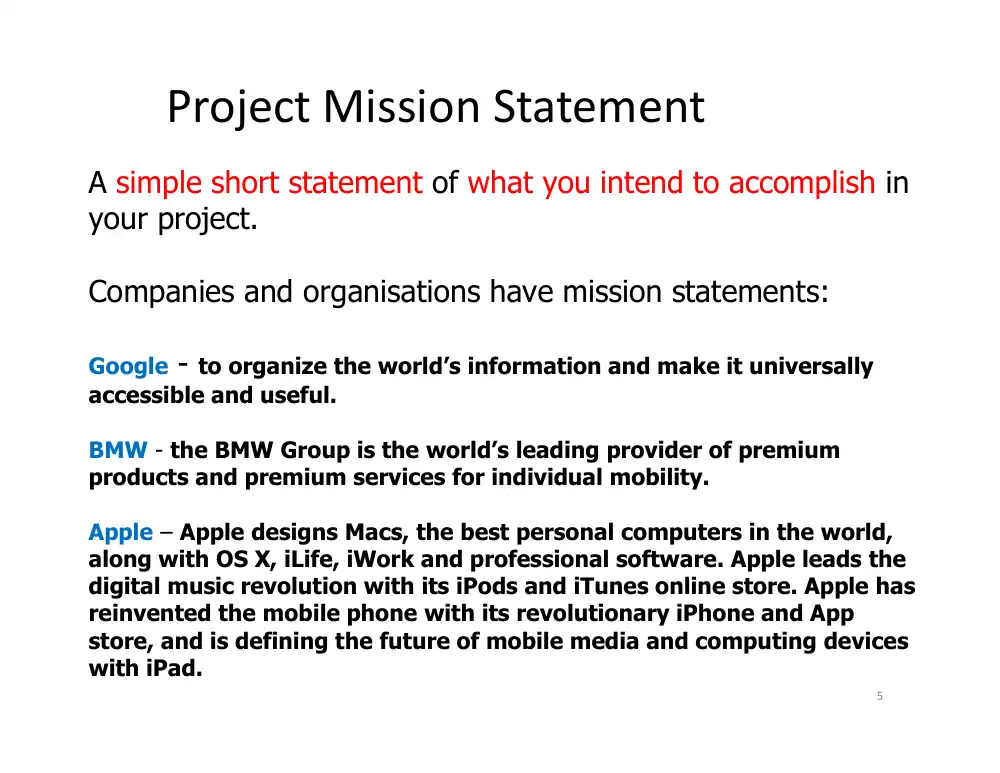 Project Mission Statement
A simple short statement of what you intend to accomplish in
your project.
Companies and organisations have mission statements:
Google - to organize the world’s information and make it universally
accessible and useful.
BMW - the BMW Group is the world’s leading provider of premium
products and premium services for individual mobility.
Apple – Apple designs Macs, the best personal computers in the world,
along with OS X, iLife, iWork and professional software. Apple leads the
digital music revolution with its iPods and iTunes online store. Apple has
reinvented the mobile phone with its revolutionary iPhone and App
store, and is defining the future of mobile media and computing devices
with iPad.
5